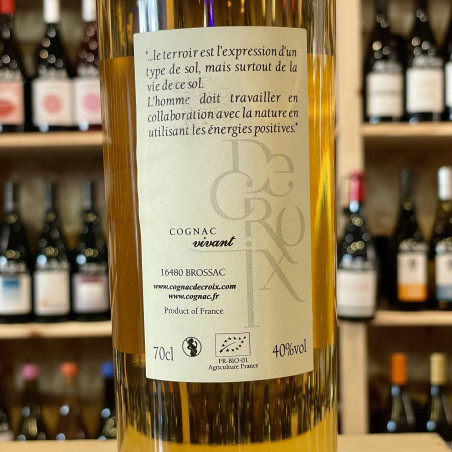 "...le terroir est l'expression d'un
type de sol, mais surtout de la
vie de ce sol.
L'homme doit travailler en
collaboration avec la nature en
utilisant les énergies positives."
DeCROIX
COGNAC
vivant
16480 BROSSAC
www.cognacdecroix.com
www.cognac.fr
Product of France
70cl
FR-BIO-01
Agriculture France
40%vol